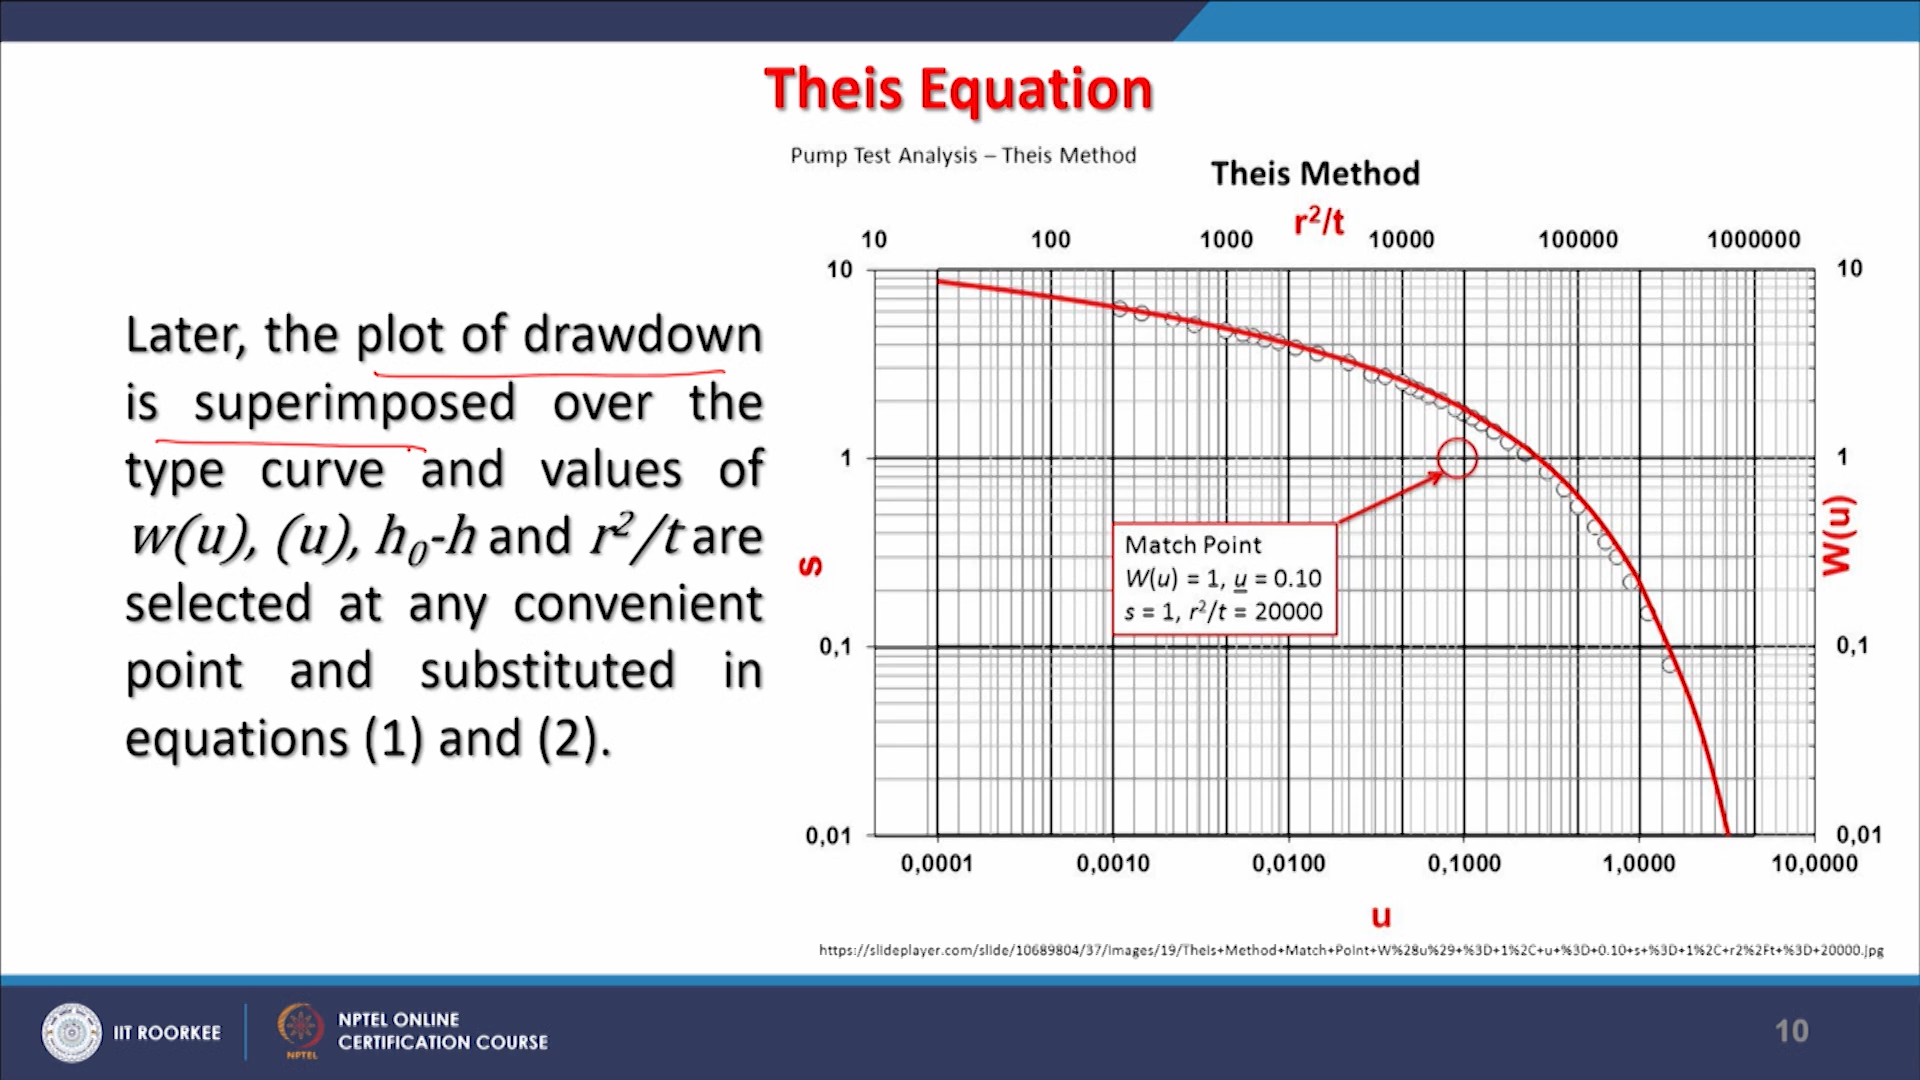 Theis Equation
Pump Test Analysis – Theis Method
Theis Method
r²/t
10 100 1000 10000 100000 1000000
10
1
0,1
0,01
s
10
1
0,1
0,01
W(u)
Match Point
W(u) = 1, u = 0.10
s = 1, r²/t = 20000
0,0001 0,0010 0,0100 0,1000 1,0000 10,0000
u
Later, the plot of drawdown
is superimposed over the
type curve and values of
w(u), (u), h₀-h and r²/t are
selected at any convenient
point and substituted in
equations (1) and (2).
https://slideplayer.com/slide/10689804/37/images/19/Theis+Method+Match+Point+W%28u%29+%3D+1%2C+u+%3D+0.10+s+%3D+1%2C+r2%2Ft+%3D+20000.jpg
IIT ROORKEE
NPTEL
NPTEL ONLINE
CERTIFICATION COURSE
10